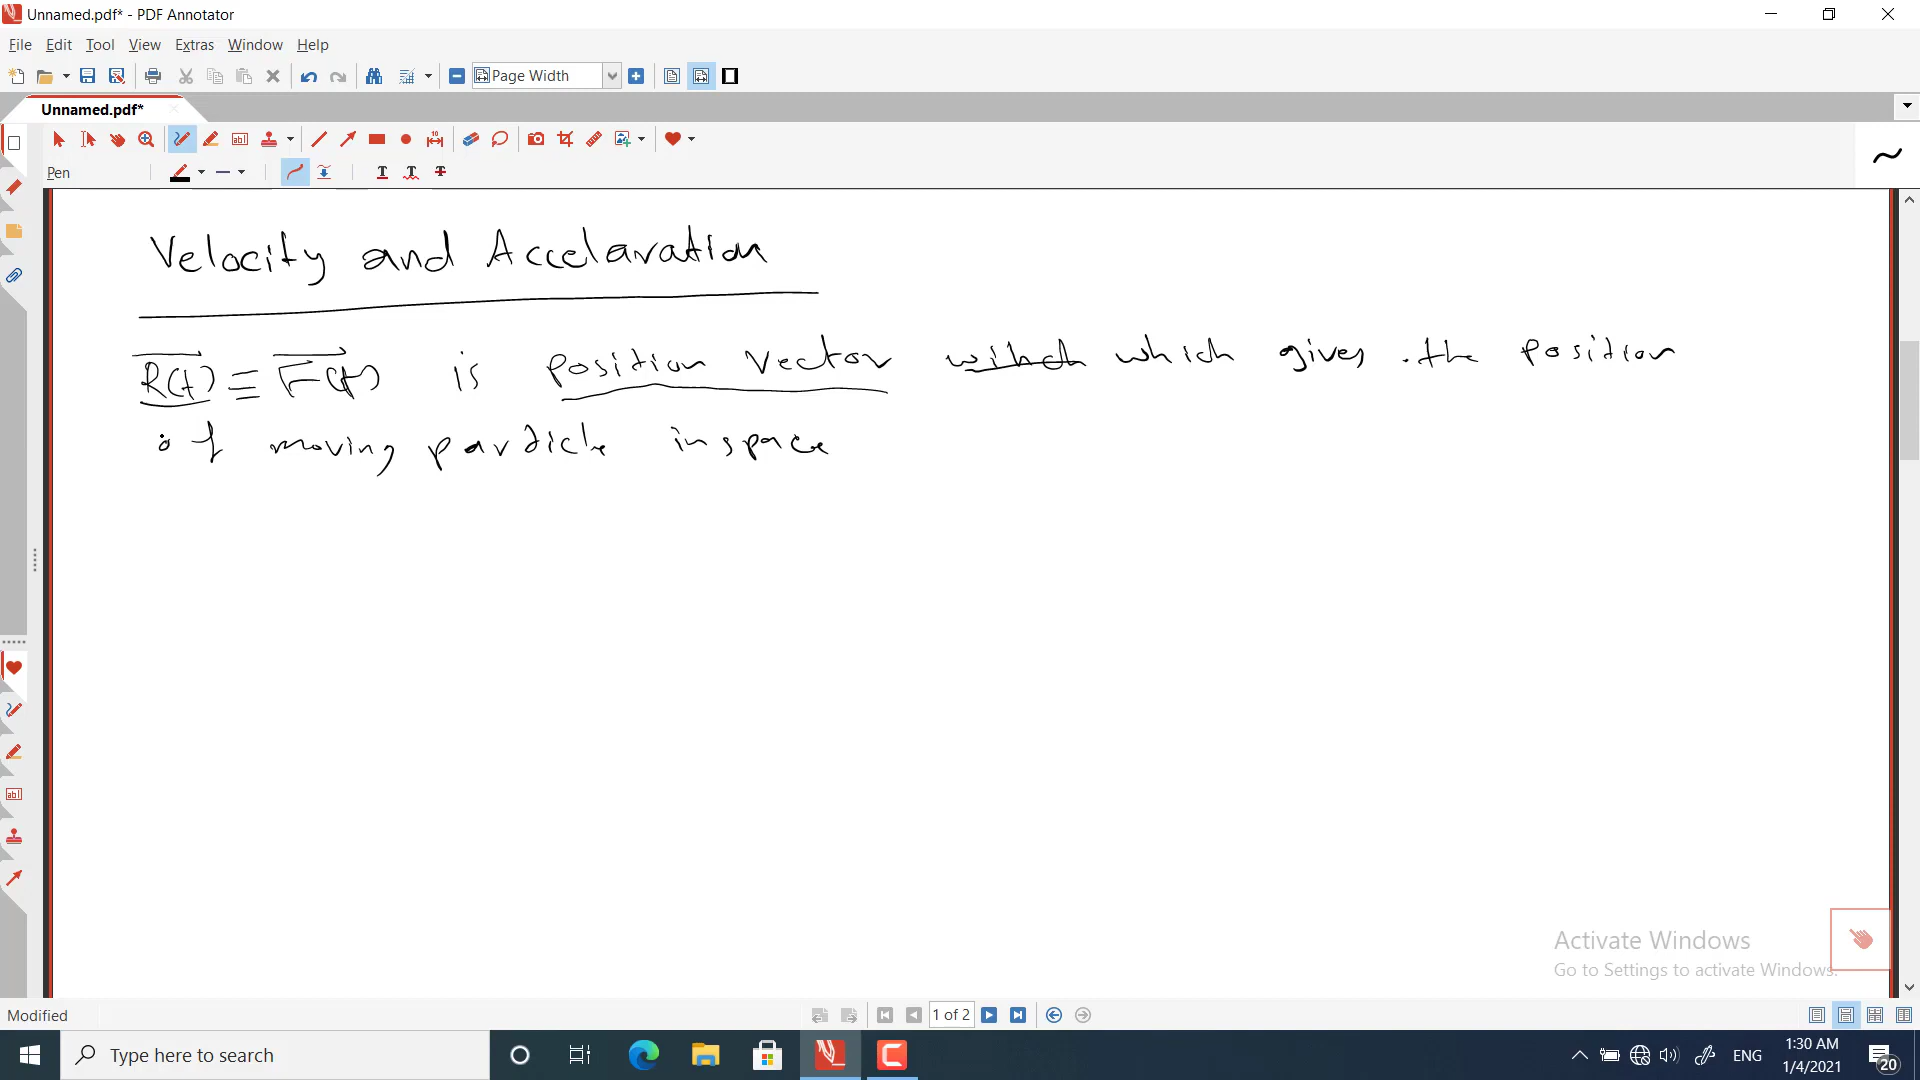 Unnamed.pdf* - PDF Annotator
File Edit Tool View Extras Window Help
Page Width
Unnamed.pdf*
Pen
Velocity and Accelaration
R(t) ≡ F(t) is position vector which gives the position
of moving particle in space
Activate Windows
Go to Settings to activate Windows.
Modified
1 of 2
Type here to search
ENG
1:30 AM
1/4/2021
20